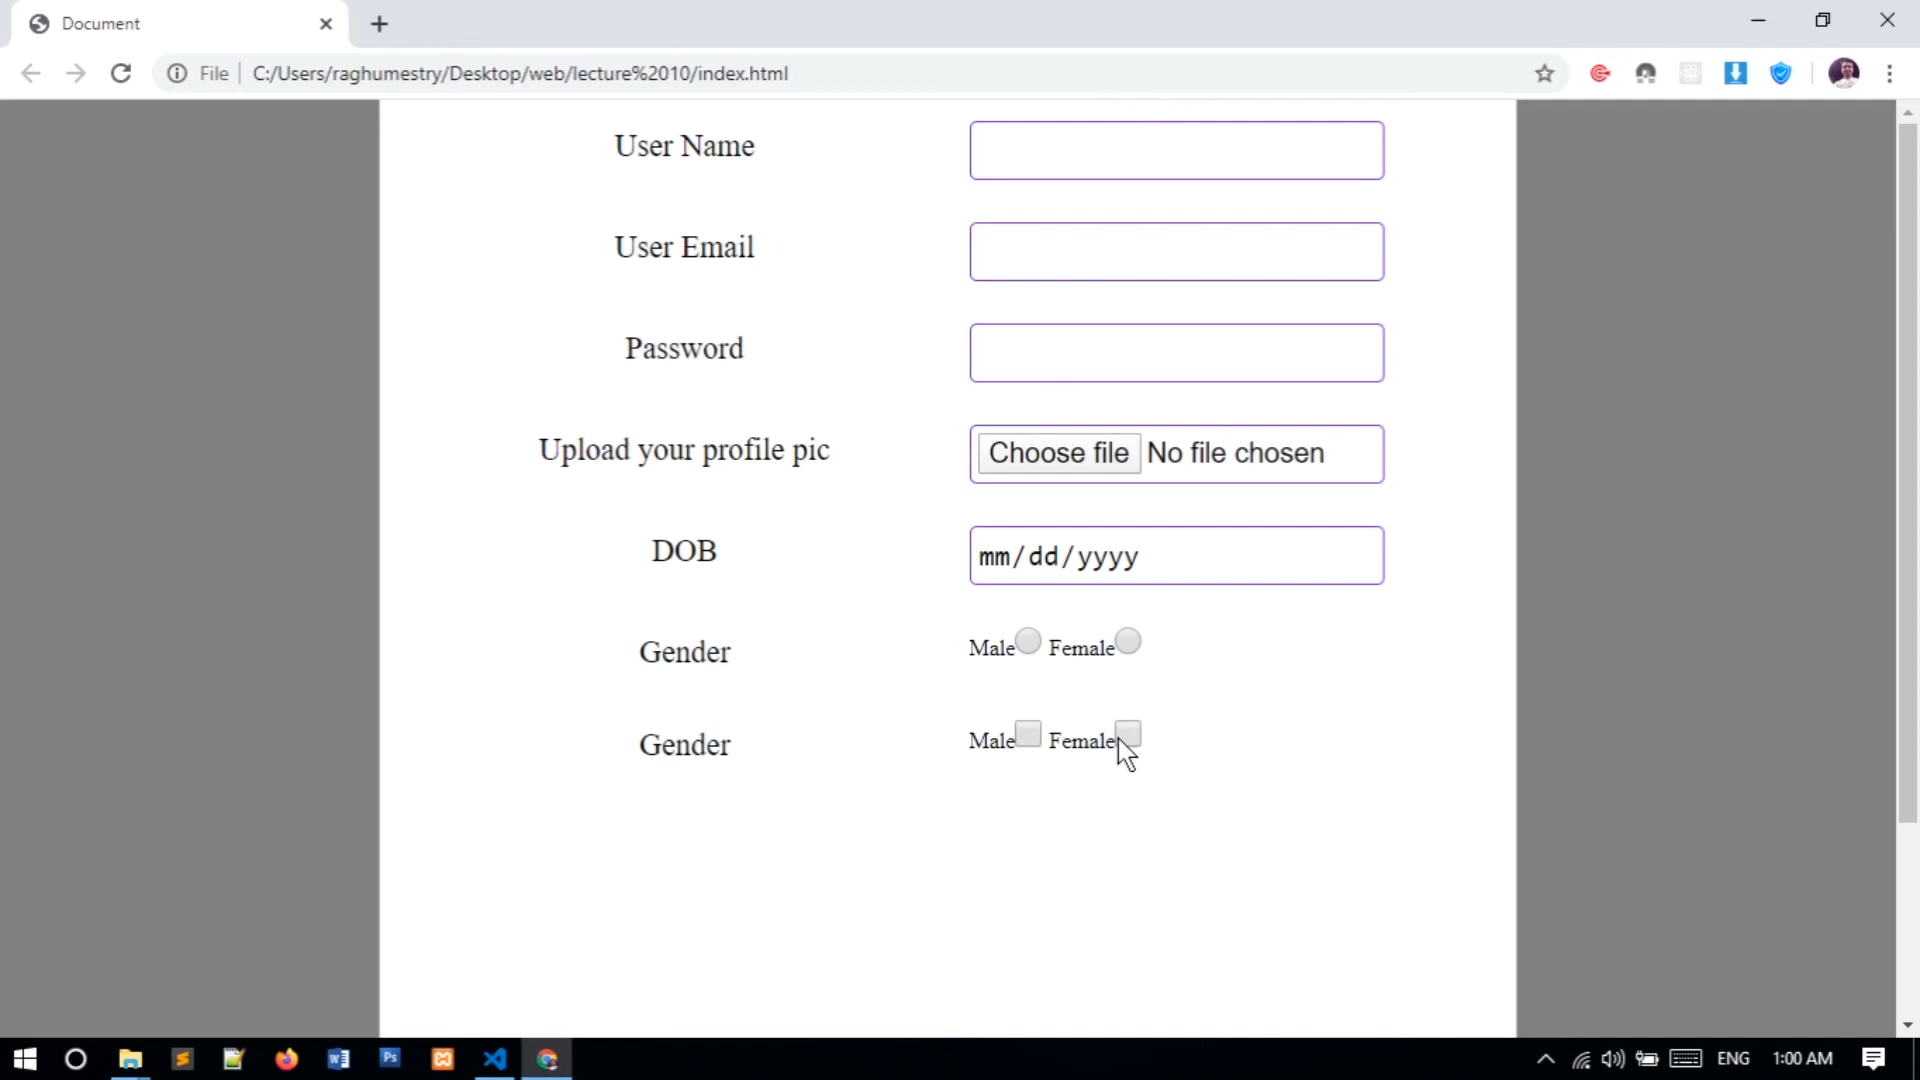 Document
File C:/Users/raghumestry/Desktop/web/lecture%2010/index.html
User Name
User Email
Password
Upload your profile pic Choose file No file chosen
DOB mm/dd/yyyy
Gender Male Female
Gender Male Female
ENG 1:00 AM